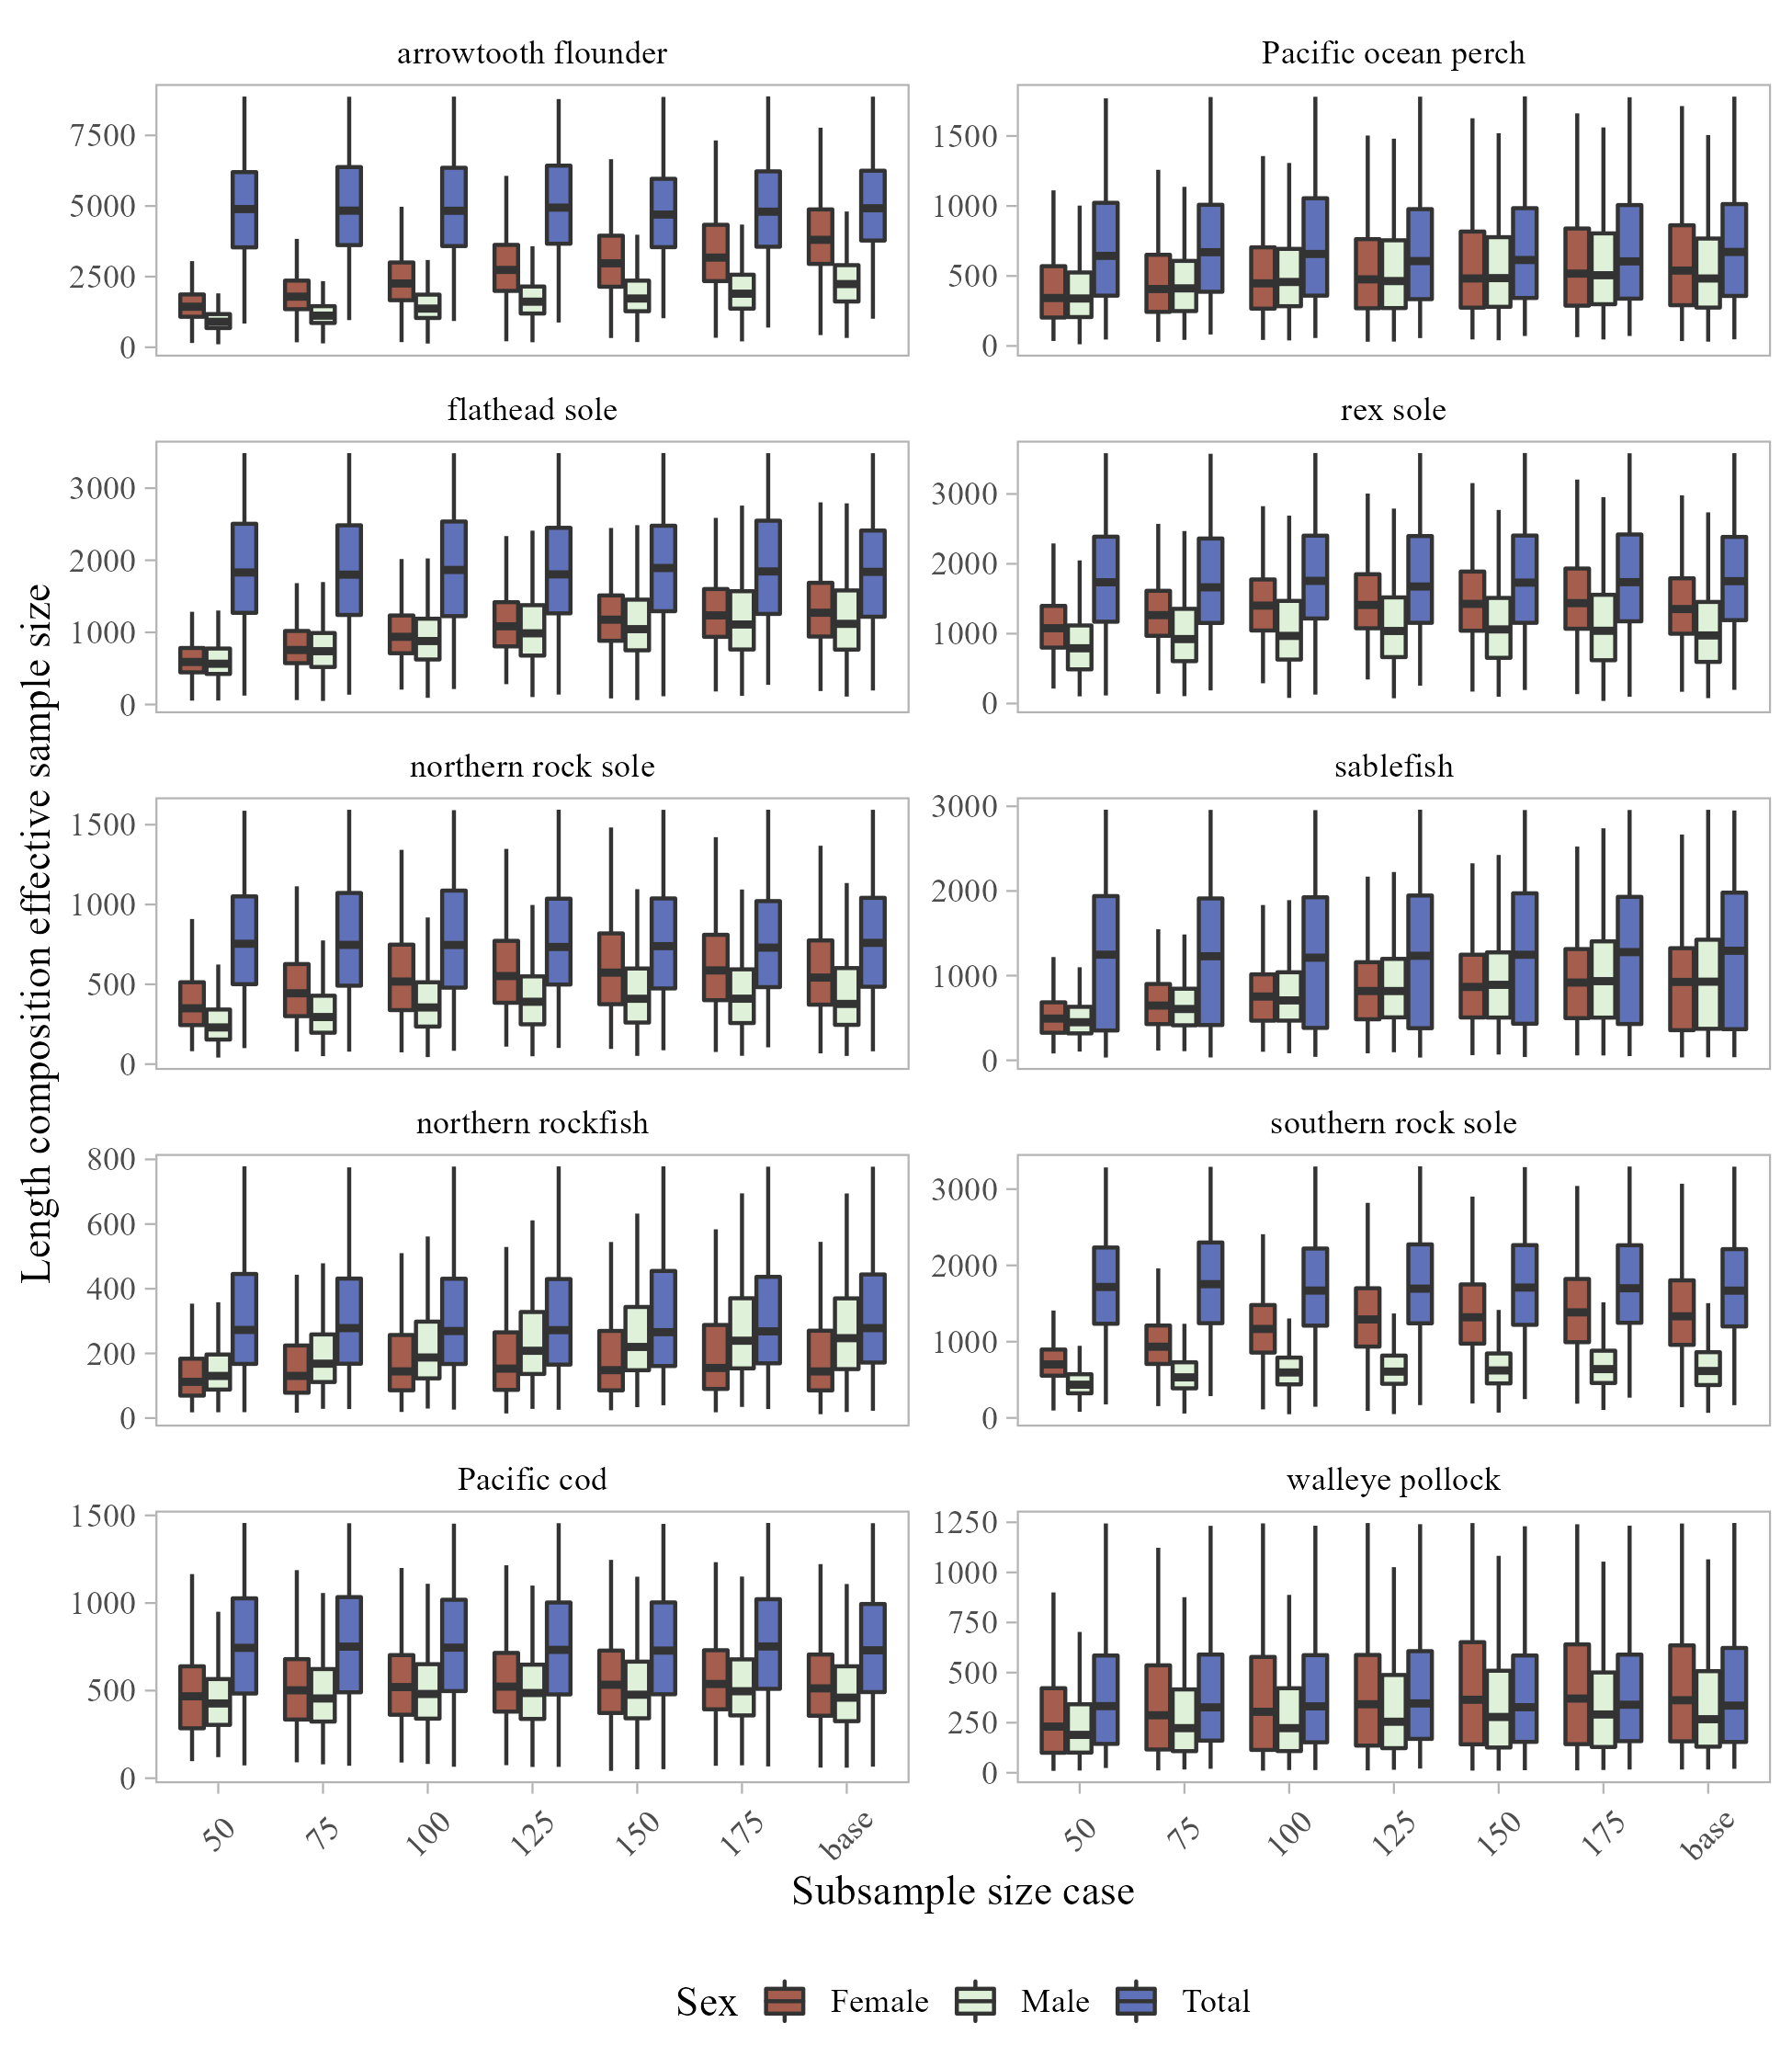 arrowtooth flounder
Pacific ocean perch
7500
5000
2500
0
1500
1000
500
0
flathead sole
rex sole
3000
2000
1000
0
3000
2000
1000
0
northern rock sole
sablefish
1500
1000
500
0
3000
2000
1000
0
northern rockfish
southern rock sole
800
600
400
200
0
3000
2000
1000
0
Pacific cod
walleye pollock
1500
1000
500
0
1250
1000
750
500
250
0
Length composition effective sample size
50 75 100 125 150 175 base
50 75 100 125 150 175 base
Subsample size case
Sex Female Male Total